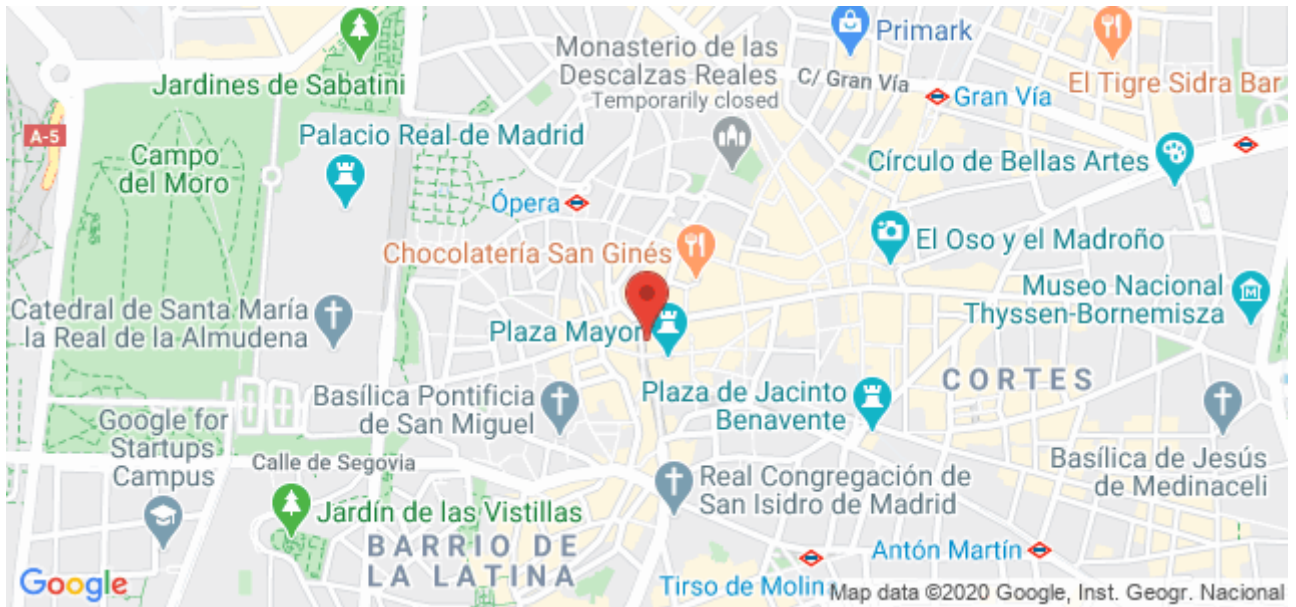 Primark
Monasterio de las
Descalzas Reales
Temporarily closed
C/ Gran Vía
Gran Vía
El Tigre Sidra Bar
Jardines de Sabatini
A-5
Palacio Real de Madrid
Campo
del Moro
Círculo de Bellas Artes
Ópera
Chocolatería San Ginés
El Oso y el Madroño
Museo Nacional
Thyssen-Bornemisza
Catedral de Santa María
la Real de la Almudena
Plaza Mayor
CORTES
Plaza de Jacinto
Benavente
Basílica Pontificia
de San Miguel
Google for
Startups
Campus
Calle de Segovia
Real Congregación de
San Isidro de Madrid
Basílica de Jesús
de Medinaceli
Jardín de las Vistillas
BARRIO DE
LA LATINA
Antón Martín
Tirso de Molin
Google
Map data ©2020 Google, Inst. Geogr. Nacional